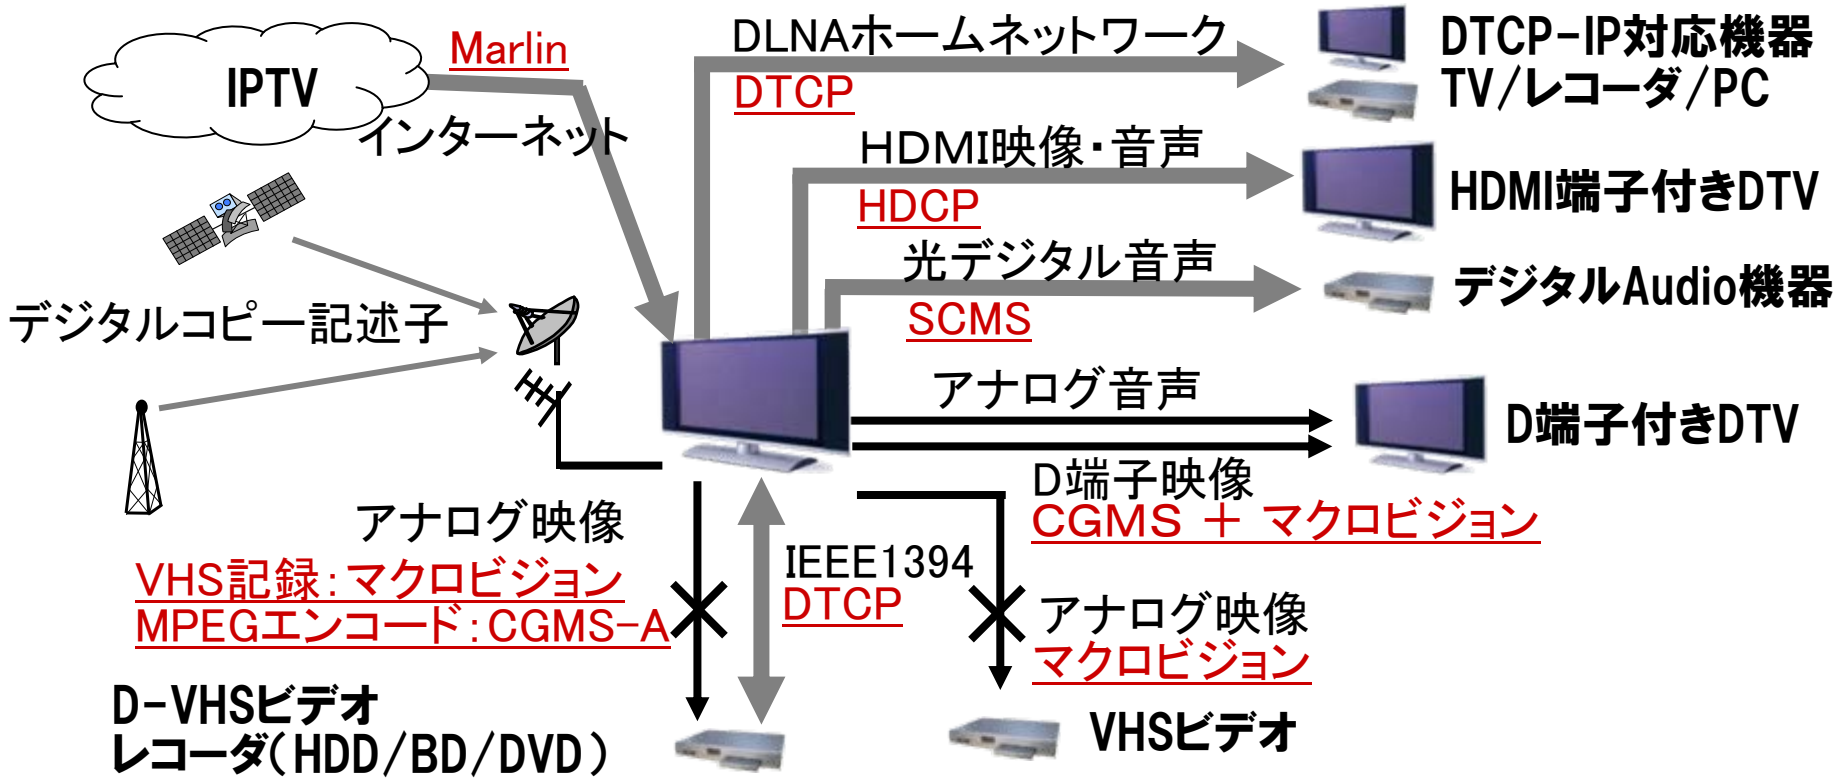 IPTV
Marlin
インターネット
デジタルコピー記述子
DLNAホームネットワーク
DTCP
DTCP-IP対応機器
TV/レコーダ/PC
HDMI映像・音声
HDCP
HDMI端子付きDTV
光デジタル音声
SCMS
デジタルAudio機器
アナログ音声
D端子映像
CGMS + マクロビジョン
D端子付きDTV
アナログ映像
VHS記録:マクロビジョン
MPEGエンコード:CGMS-A
IEEE1394
DTCP
アナログ映像
マクロビジョン
D-VHSビデオ
レコーダ(HDD/BD/DVD)
VHSビデオ